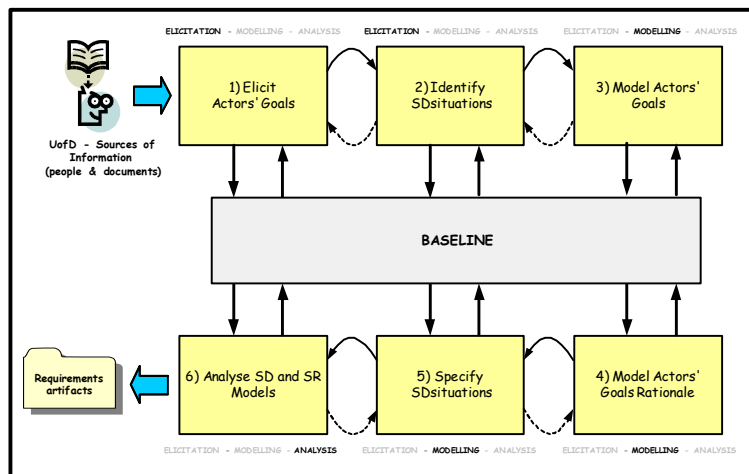 ELICITATION - MODELLING - ANALYSIS
ELICITATION - MODELLING - ANALYSIS
ELICITATION - MODELLING - ANALYSIS
1) Elicit
Actors' Goals
2) Identify
SDsituations
3) Model Actors'
Goals
UofD - Sources of
Information
(people & documents)
BASELINE
Requirements
artifacts
6) Analyse SD and SR
Models
5) Specify
SDsituations
4) Model Actors'
Goals Rationale
ELICITATION - MODELLING - ANALYSIS
ELICITATION - MODELLING - ANALYSIS
ELICITATION - MODELLING - ANALYSIS